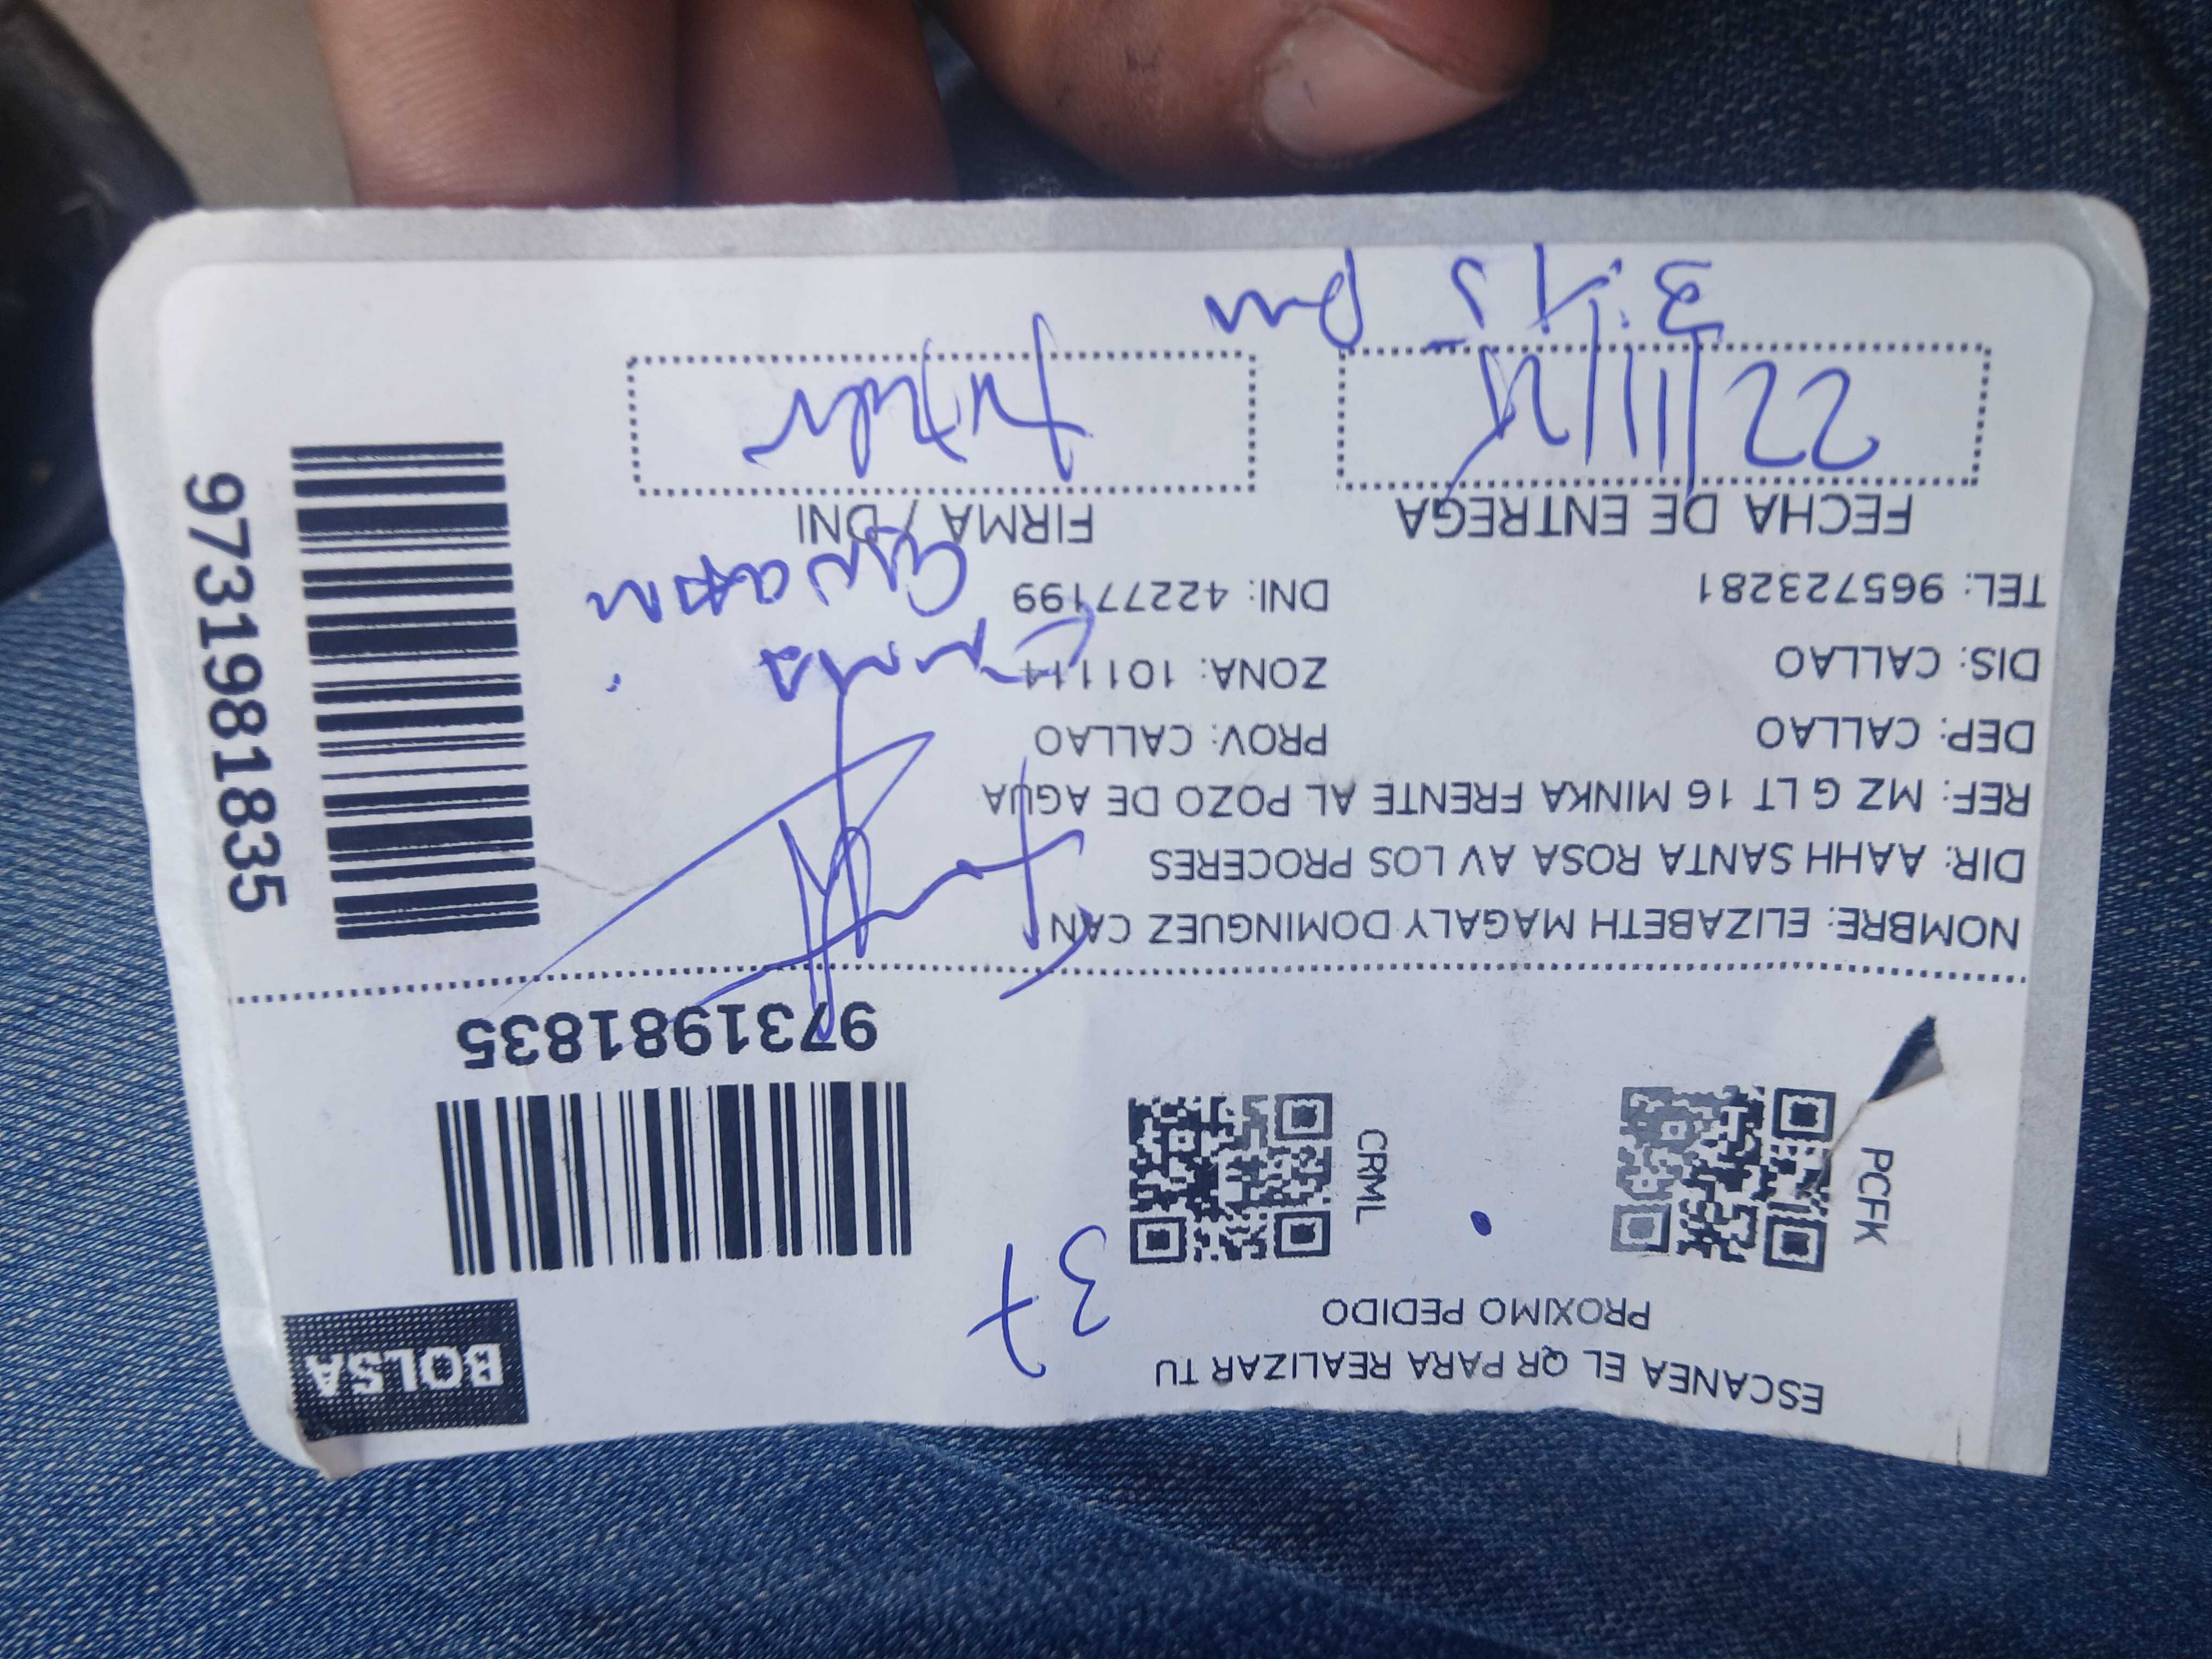 ESCANEA EL QR PARA REALIZAR TU
PROXIMO PEDIDO
37
BOLSA
PCFK
CRML
9731981835
NOMBRE: ELIZABETH MAGALY DOMINGUEZ CAN
DIR: AAHH SANTA ROSA AV LOS PROCERES
REF: MZ G LT 16 MINKA FRENTE AL POZO DE AGUA
DEP: CALLAO PROV: CALLAO
DIS: CALLAO ZONA: 101114
TEL: 965723281 DNI: 42277199
FECHA DE ENTREGA FIRMA / DNI
22/11/
3:15 pm
9731981835